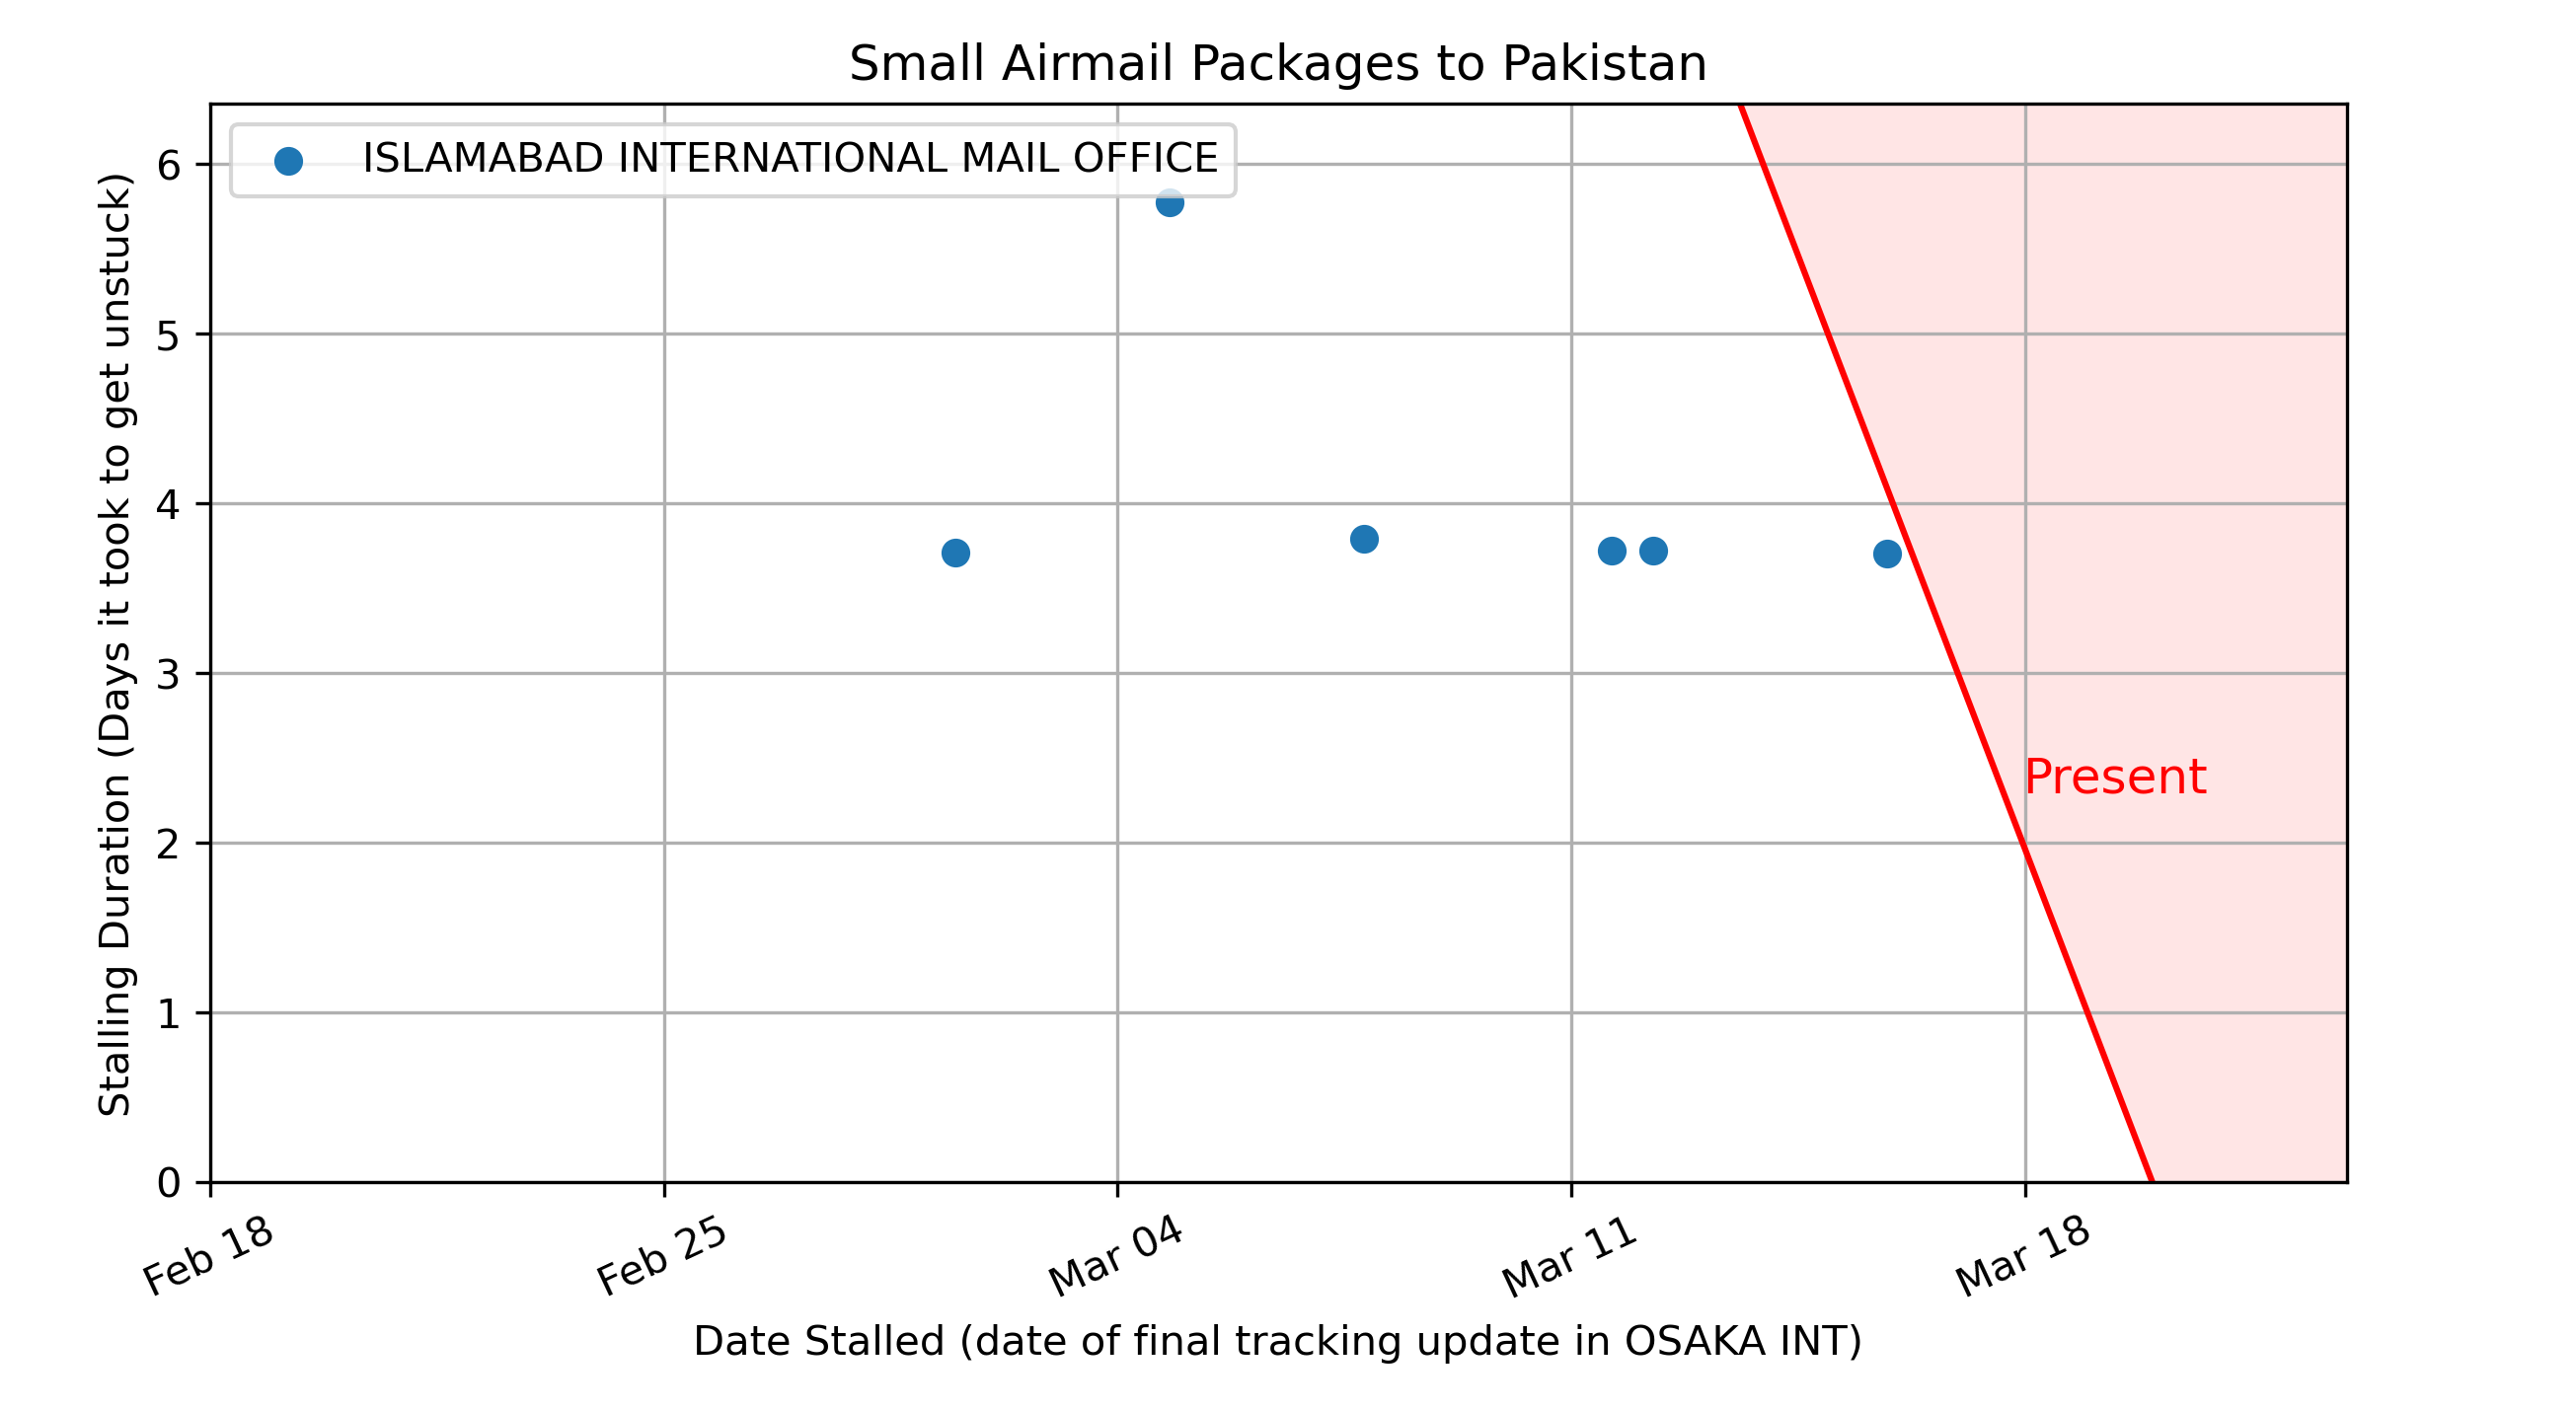 Small Airmail Packages to Pakistan
ISLAMABAD INTERNATIONAL MAIL OFFICE
Stalling Duration (Days it took to get unstuck)
6
5
4
3
2
1
0
Present
Feb 18
Feb 25
Mar 04
Mar 11
Mar 18
Date Stalled (date of final tracking update in OSAKA INT)